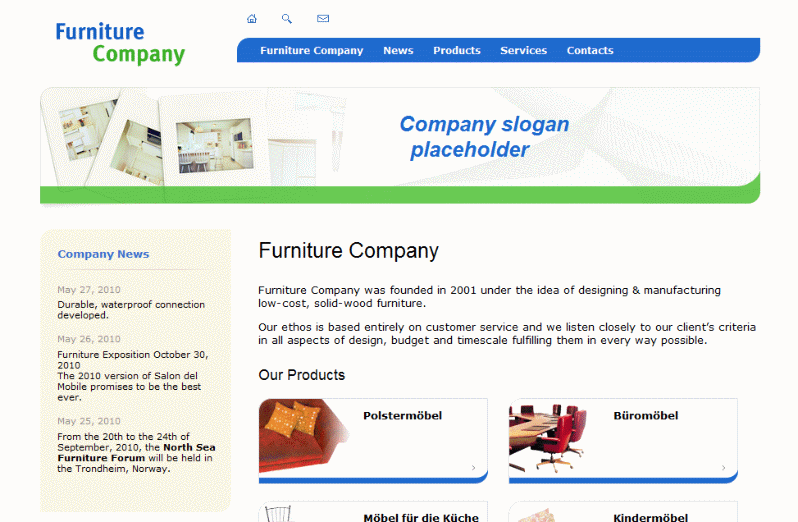 Furniture
Company
Furniture Company News Products Services Contacts
Company slogan
placeholder
Company News
May 27, 2010
Durable, waterproof connection
developed.
May 26, 2010
Furniture Exposition October 30,
2010
The 2010 version of Salon del
Mobile promises to be the best
ever.
May 25, 2010
From the 20th to the 24th of
September, 2010, the North Sea
Furniture Forum will be held in
the Trondheim, Norway.
Furniture Company
Furniture Company was founded in 2001 under the idea of designing & manufacturing
low-cost, solid-wood furniture.
Our ethos is based entirely on customer service and we listen closely to our client's criteria
in all aspects of design, budget and timescale fulfilling them in every way possible.
Our Products
Polstermöbel
Büromöbel
Möbel für die Küche
Kindermöbel